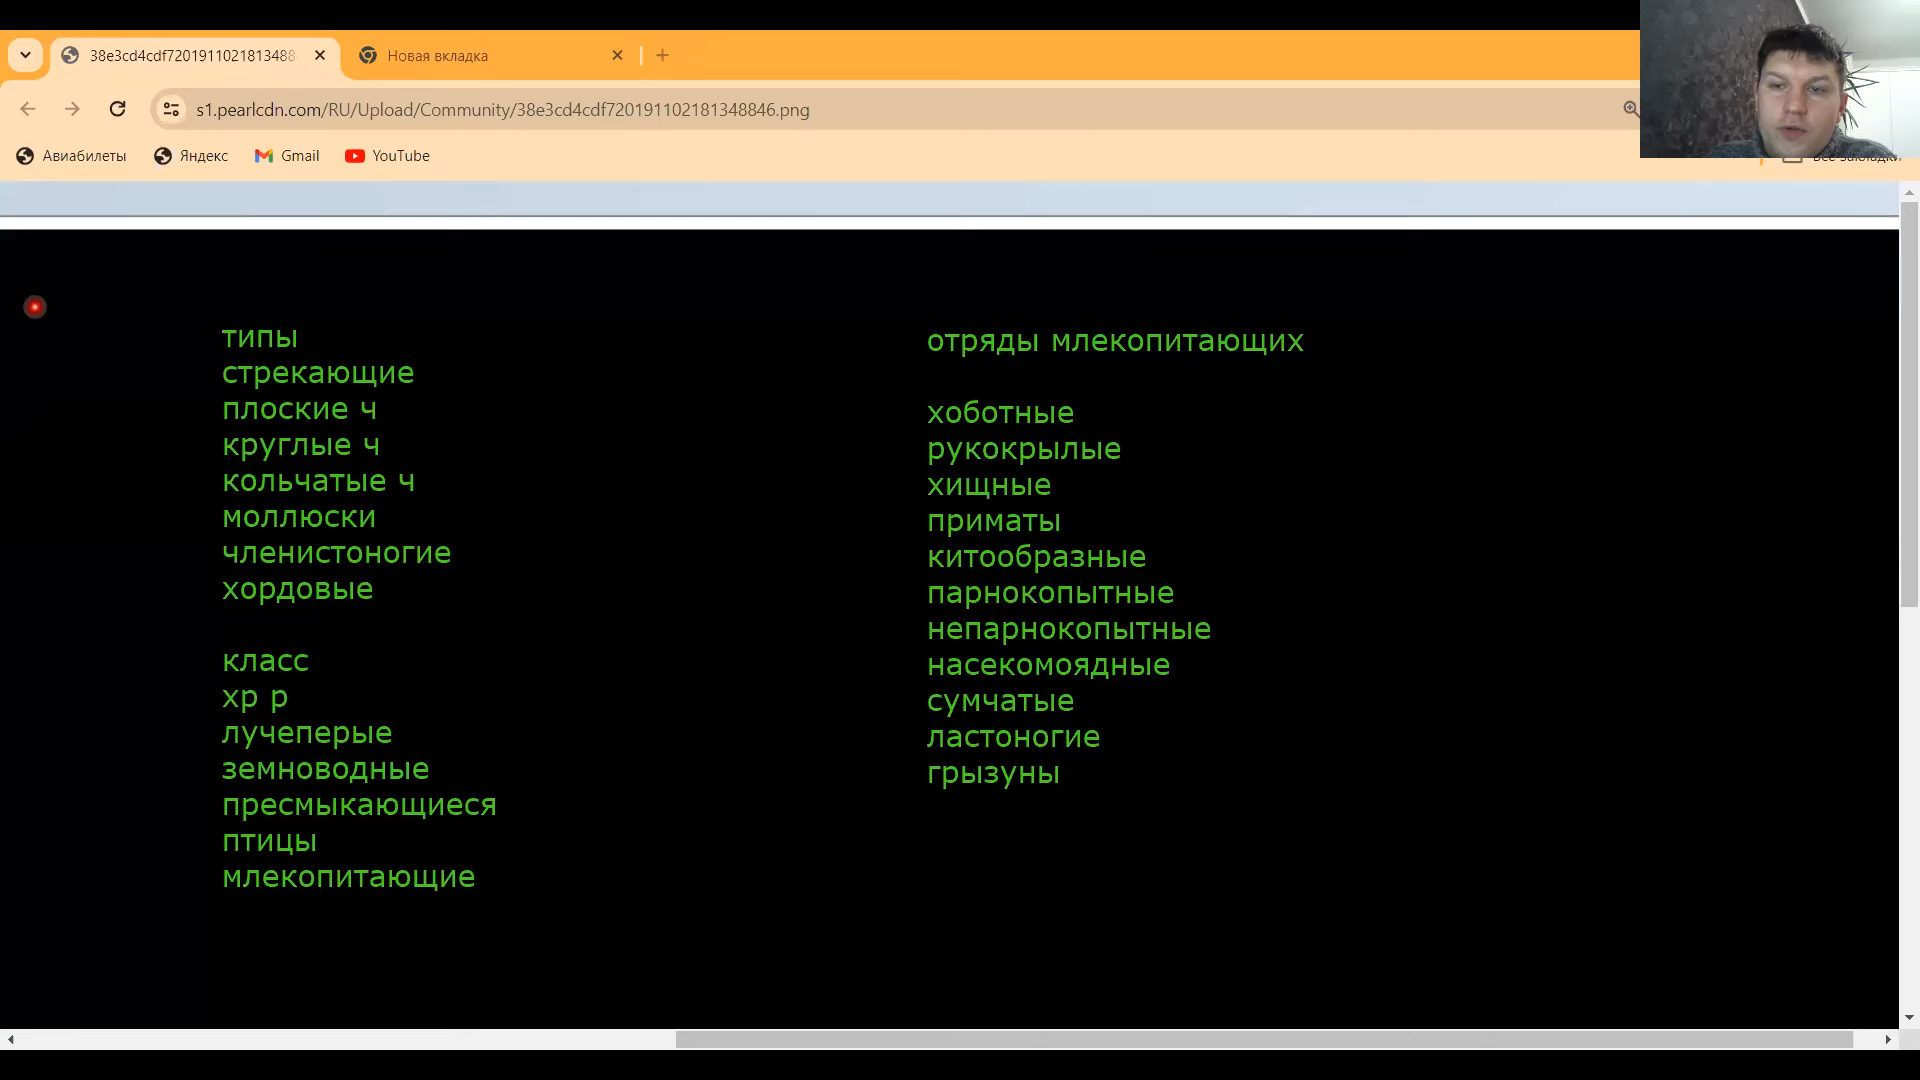 38e3cd4cdf7201911021813488
Новая вкладка
s1.pearlcdn.com/RU/Upload/Community/38e3cd4cdf720191102181348846.png
Авиабилеты
Яндекс
Gmail
YouTube
типы
стрекающие
плоские ч
круглые ч
кольчатые ч
моллюски
членистоногие
хордовые
класс
хр р
лучеперые
земноводные
пресмыкающиеся
птицы
млекопитающие
отряды млекопитающих
хоботные
рукокрылые
хищные
приматы
китообразные
парнокопытные
непарнокопытные
насекомоядные
сумчатые
ластоногие
грызуны